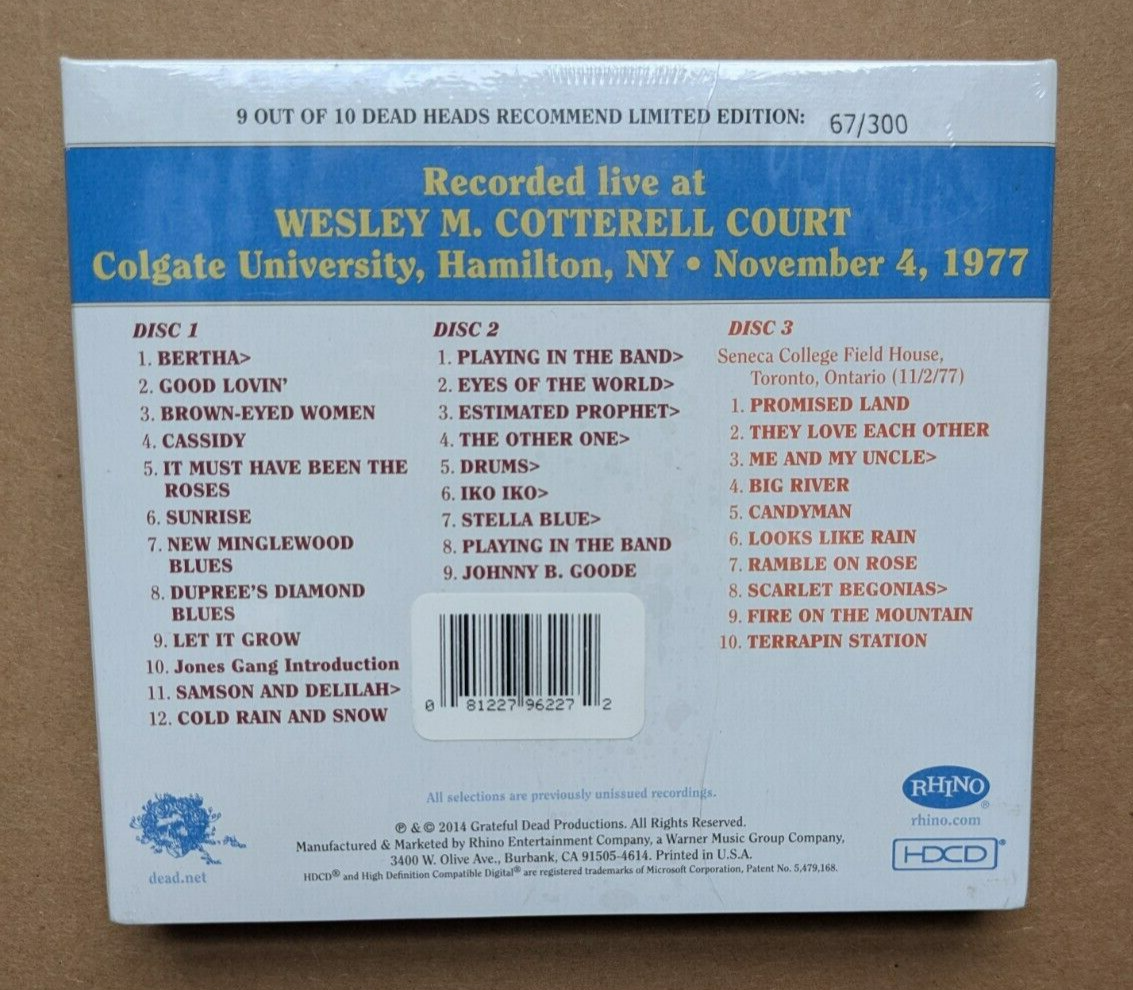 9 OUT OF 10 DEAD HEADS RECOMMEND LIMITED EDITION: 67/300
Recorded live at
WESLEY M. COTTERELL COURT
Colgate University, Hamilton, NY • November 4, 1977
DISC 1
1. BERTHA>
2. GOOD LOVIN'
3. BROWN-EYED WOMEN
4. CASSIDY
5. IT MUST HAVE BEEN THE
ROSES
6. SUNRISE
7. NEW MINGLEWOOD
BLUES
8. DUPREE'S DIAMOND
BLUES
9. LET IT GROW
10. Jones Gang Introduction
11. SAMSON AND DELILAH>
12. COLD RAIN AND SNOW
DISC 2
1. PLAYING IN THE BAND>
2. EYES OF THE WORLD>
3. ESTIMATED PROPHET>
4. THE OTHER ONE>
5. DRUMS>
6. IKO IKO>
7. STELLA BLUE>
8. PLAYING IN THE BAND
9. JOHNNY B. GOODE
DISC 3
Seneca College Field House,
Toronto, Ontario (11/2/77)
1. PROMISED LAND
2. THEY LOVE EACH OTHER
3. ME AND MY UNCLE>
4. BIG RIVER
5. CANDYMAN
6. LOOKS LIKE RAIN
7. RAMBLE ON ROSE
8. SCARLET BEGONIAS>
9. FIRE ON THE MOUNTAIN
10. TERRAPIN STATION
0 81227 96227 2
All selections are previously unissued recordings.
℗ & © 2014 Grateful Dead Productions. All Rights Reserved.
Manufactured & Marketed by Rhino Entertainment Company, a Warner Music Group Company,
3400 W. Olive Ave., Burbank, CA 91505-4614. Printed in U.S.A.
HDCD® and High Definition Compatible Digital® are registered trademarks of Microsoft Corporation, Patent No. 5,479,168.
dead.net
RHINO®
rhino.com
HDCD®